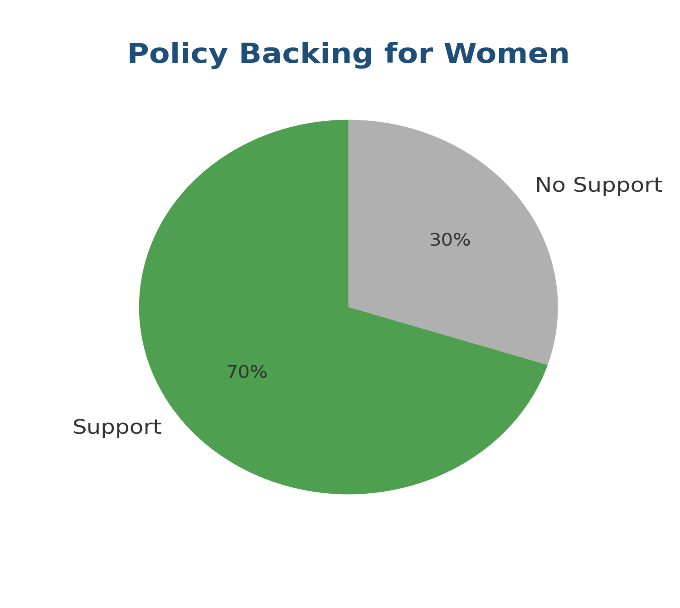 Policy Backing for Women
No Support
30%
70%
Support